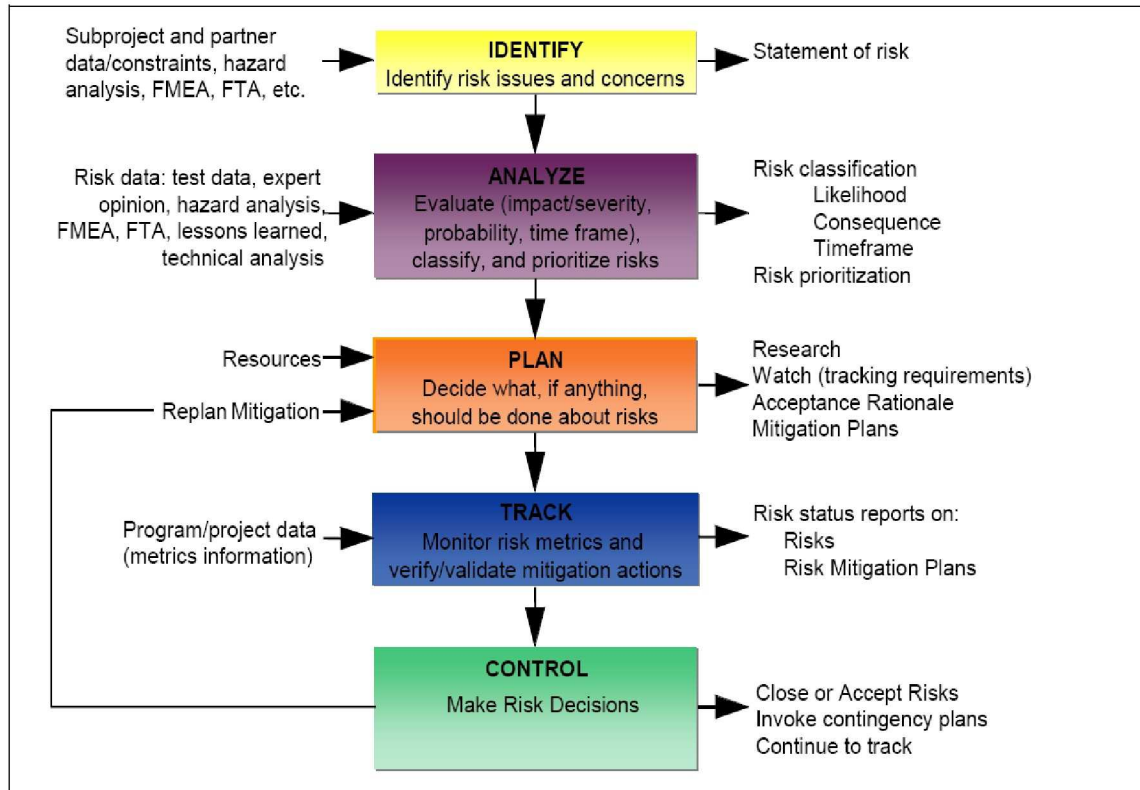 Subproject and partner
data/constraints, hazard
analysis, FMEA, FTA, etc.
IDENTIFY
Identify risk issues and concerns
Statement of risk
Risk data: test data, expert
opinion, hazard analysis,
FMEA, FTA, lessons learned,
technical analysis
ANALYZE
Evaluate (impact/severity,
probability, time frame),
classify, and prioritize risks
Risk classification
Likelihood
Consequence
Timeframe
Risk prioritization
Resources
Replan Mitigation
PLAN
Decide what, if anything,
should be done about risks
Research
Watch (tracking requirements)
Acceptance Rationale
Mitigation Plans
Program/project data
(metrics information)
TRACK
Monitor risk metrics and
verify/validate mitigation actions
Risk status reports on:
Risks
Risk Mitigation Plans
CONTROL
Make Risk Decisions
Close or Accept Risks
Invoke contingency plans
Continue to track